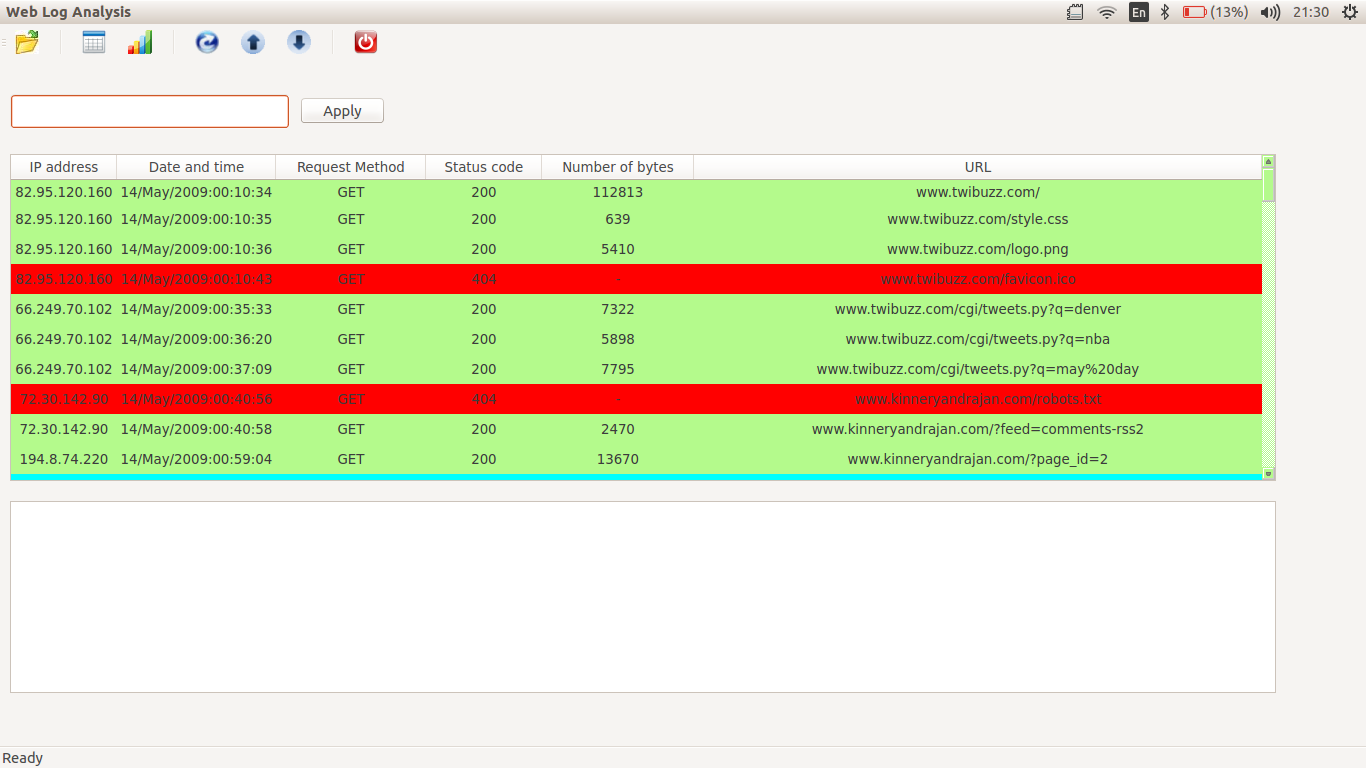 Web Log Analysis En (13%) 21:30
Apply
IP address Date and time Request Method Status code Number of bytes URL
82.95.120.160 14/May/2009:00:10:34 GET 200 112813 www.twibuzz.com/
82.95.120.160 14/May/2009:00:10:35 GET 200 639 www.twibuzz.com/style.css
82.95.120.160 14/May/2009:00:10:36 GET 200 5410 www.twibuzz.com/logo.png
82.95.120.160 14/May/2009:00:10:43 GET 404 - www.twibuzz.com/favicon.ico
66.249.70.102 14/May/2009:00:35:33 GET 200 7322 www.twibuzz.com/cgi/tweets.py?q=denver
66.249.70.102 14/May/2009:00:36:20 GET 200 5898 www.twibuzz.com/cgi/tweets.py?q=nba
66.249.70.102 14/May/2009:00:37:09 GET 200 7795 www.twibuzz.com/cgi/tweets.py?q=may%20day
72.30.142.90 14/May/2009:00:40:56 GET 404 - www.kinneryandrajan.com/robots.txt
72.30.142.90 14/May/2009:00:40:58 GET 200 2470 www.kinneryandrajan.com/?feed=comments-rss2
194.8.74.220 14/May/2009:00:59:04 GET 200 13670 www.kinneryandrajan.com/?page_id=2
Ready